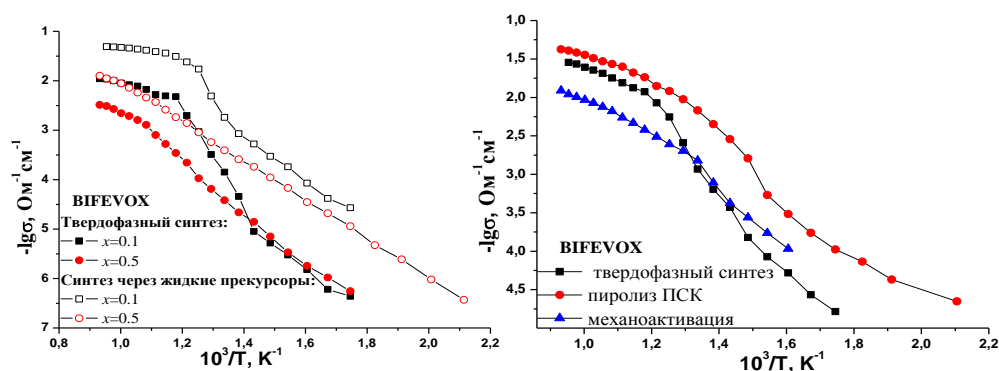 1
2
3
4
5
6
7
-lgσ, Ом⁻¹см⁻¹
BIFEVOX
Твердофазный синтез:
x=0.1
x=0.5
Синтез через жидкие прекурсоры:
x=0.1
x=0.5
0,8 1,0 1,2 1,4 1,6 1,8 2,0 2,2
10³/T, K⁻¹
1,0
1,5
2,0
2,5
3,0
3,5
4,0
4,5
-lgσ, Ом⁻¹см⁻¹
BIFEVOX
твердофазный синтез
пиролиз ПСК
механоактивация
1,0 1,2 1,4 1,6 1,8 2,0 2,2
10³/T, K⁻¹